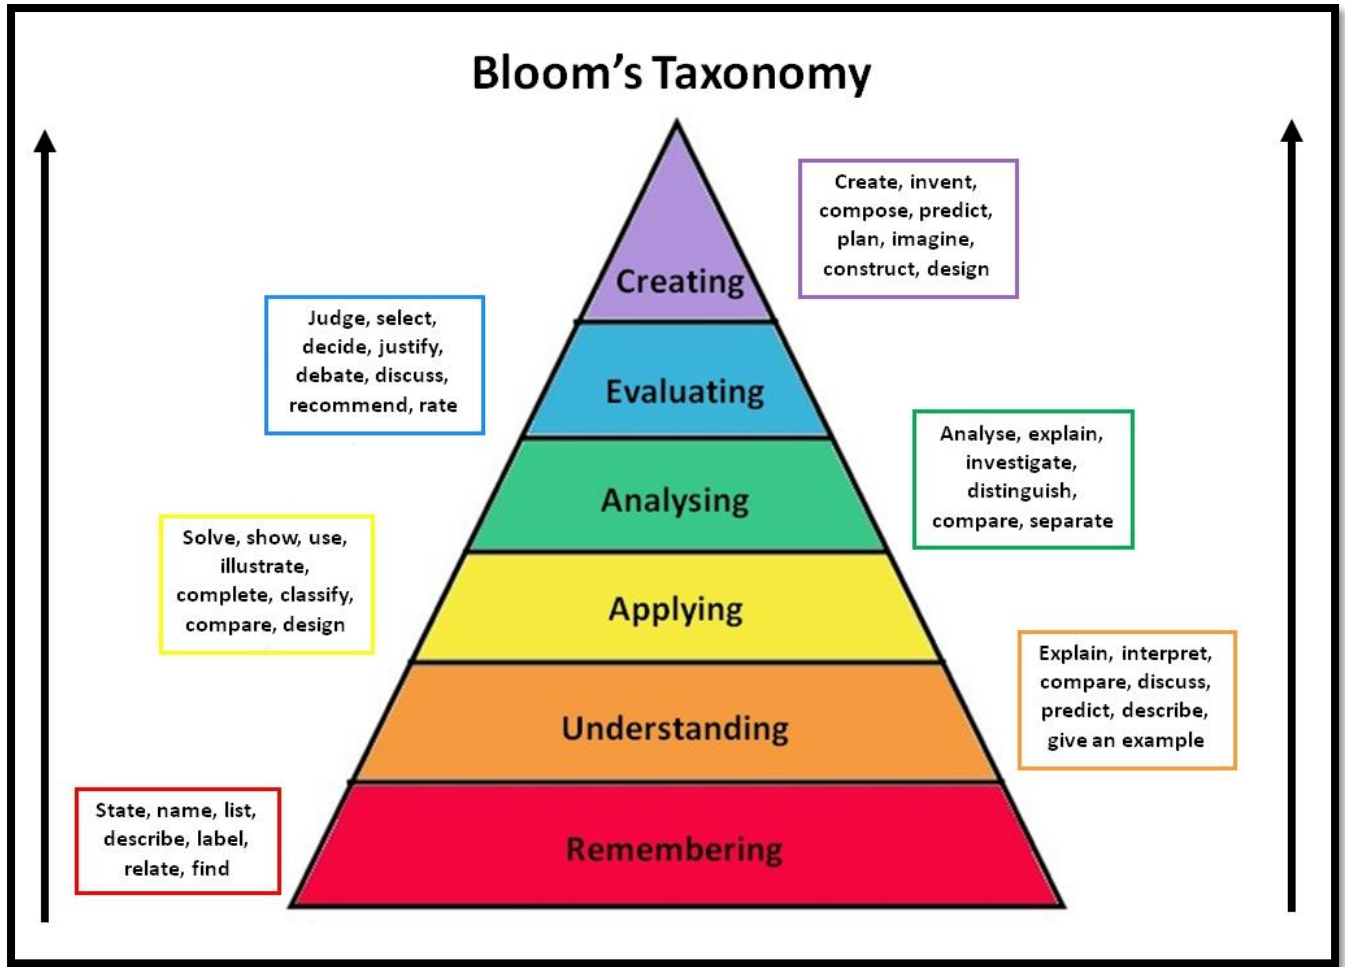 Bloom's Taxonomy
Create, invent,
compose, predict,
plan, imagine,
construct, design
Creating
Judge, select,
decide, justify,
debate, discuss,
recommend, rate
Evaluating
Analyse, explain,
investigate,
distinguish,
compare, separate
Analysing
Solve, show, use,
illustrate,
complete, classify,
compare, design
Applying
Explain, interpret,
compare, discuss,
predict, describe,
give an example
Understanding
State, name, list,
describe, label,
relate, find
Remembering